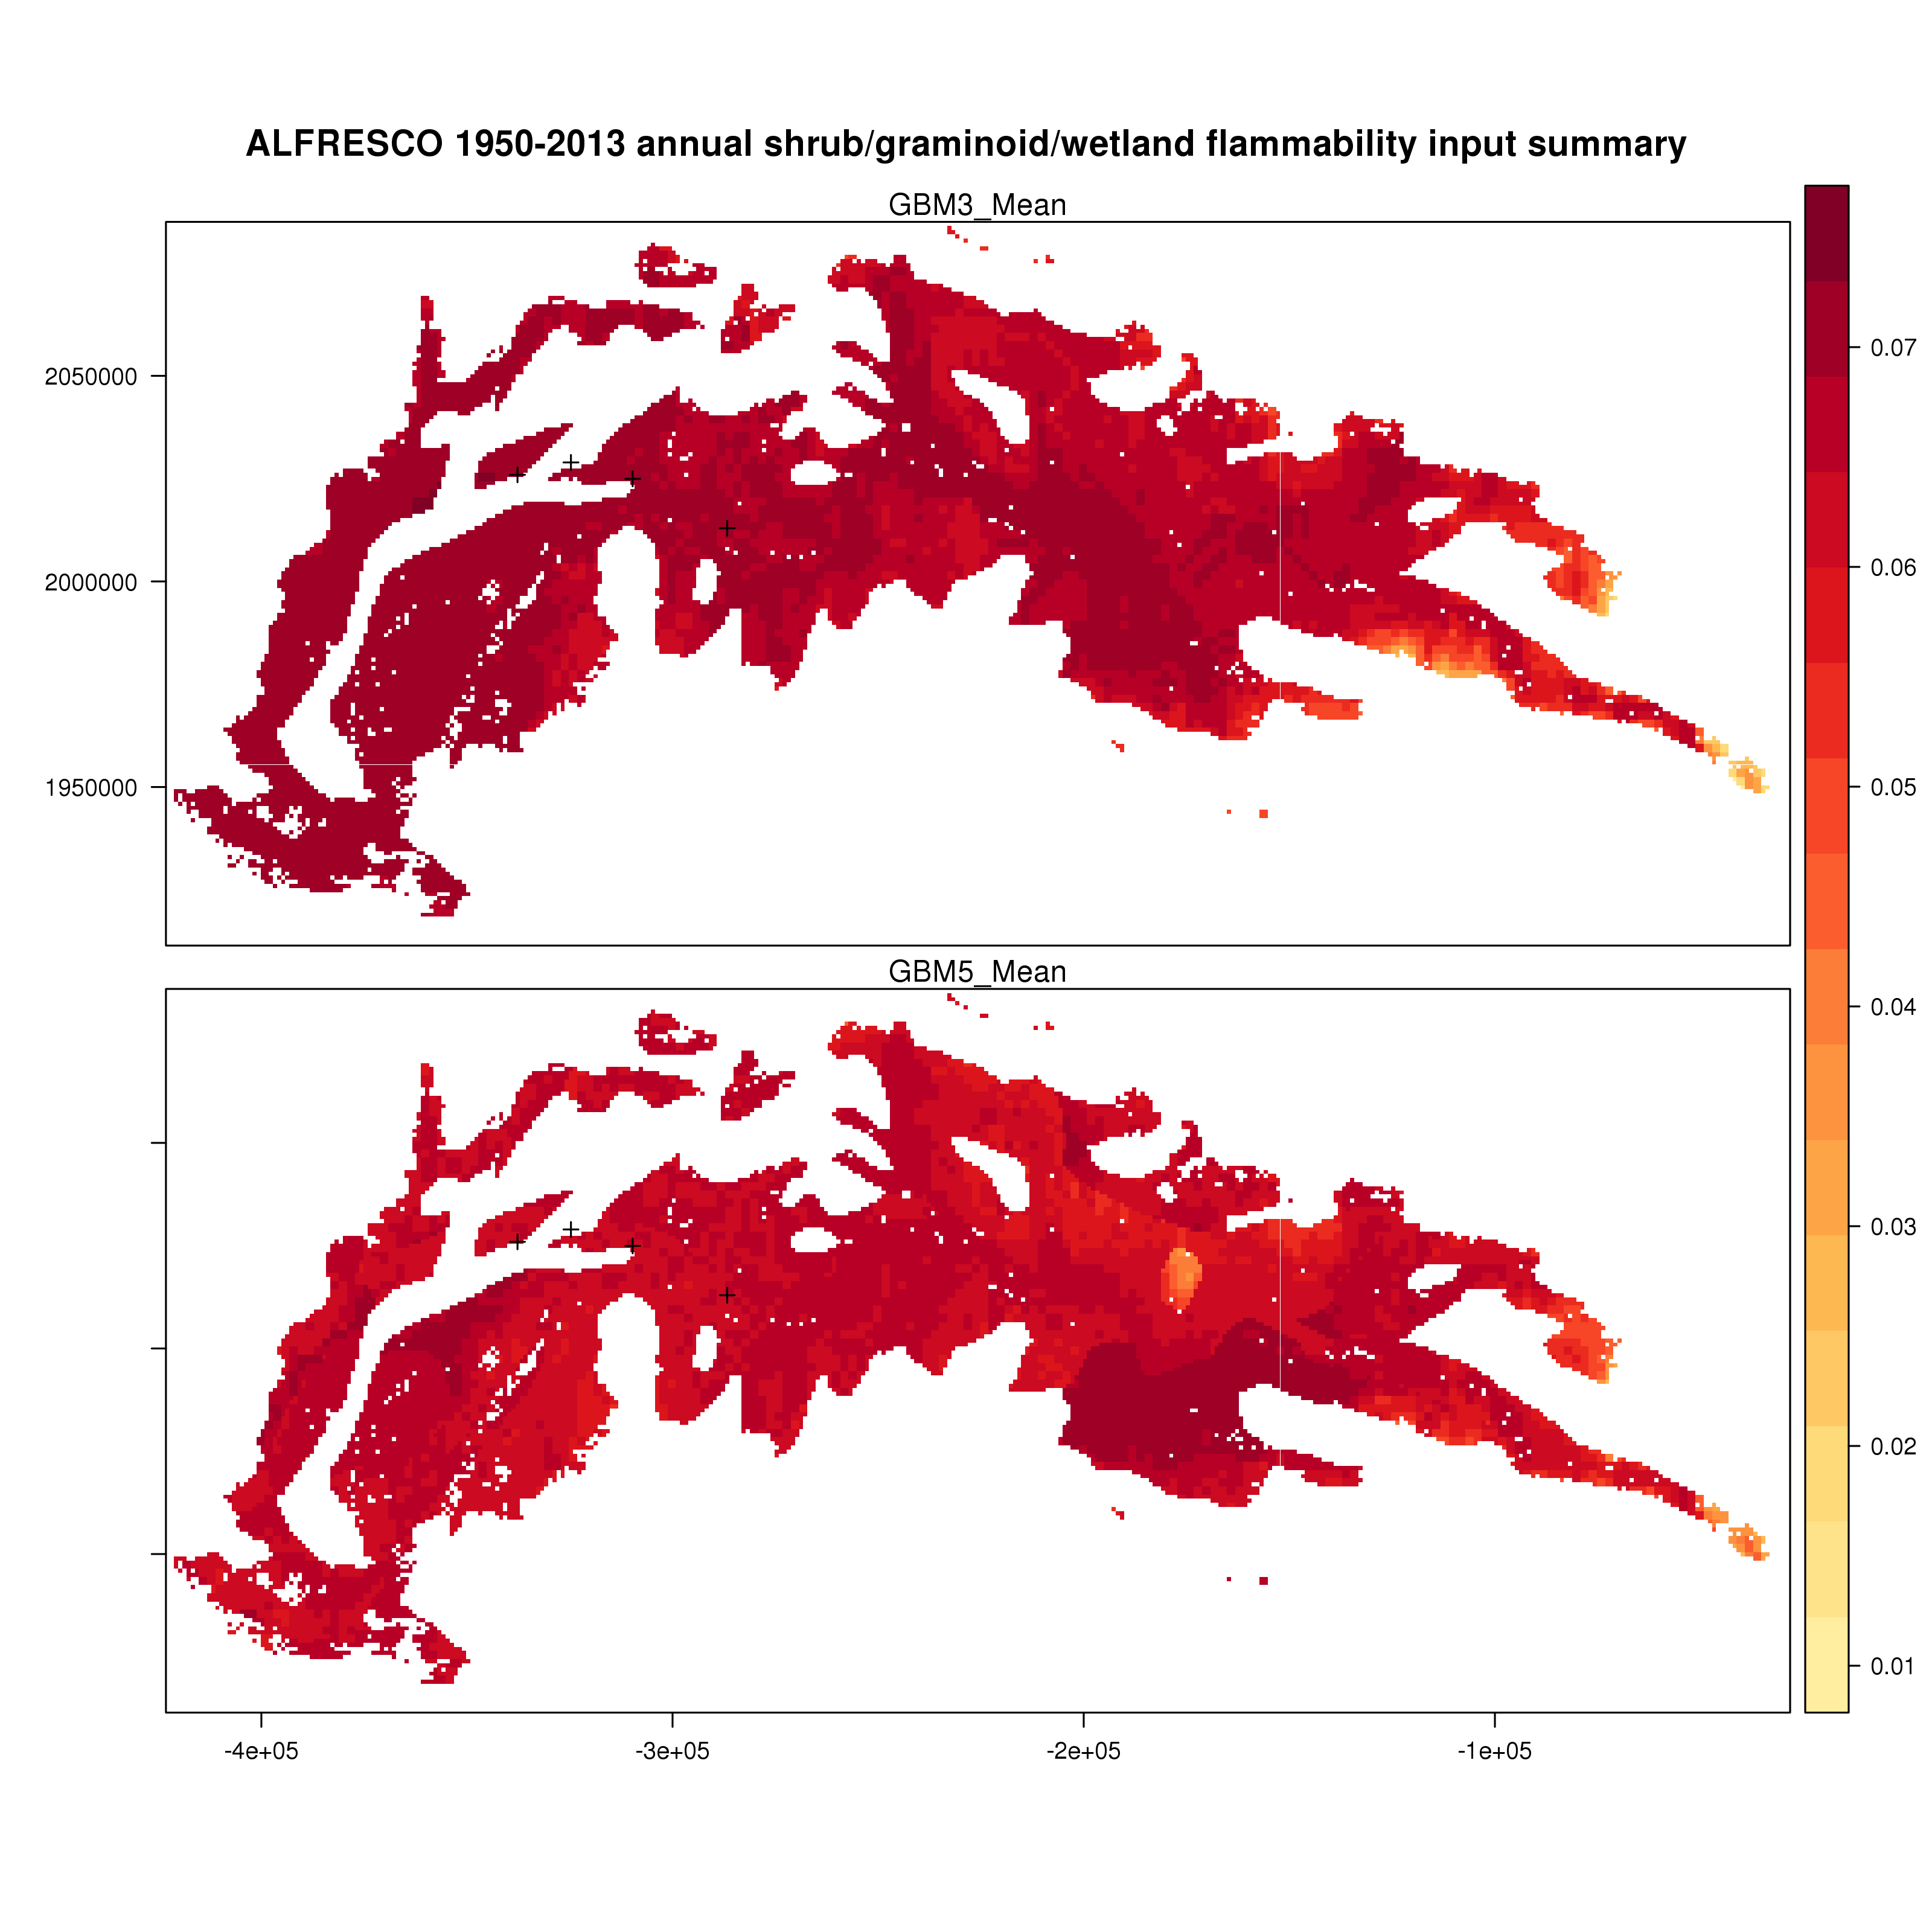 ALFRESCO 1950-2013 annual shrub/graminoid/wetland flammability input summary
GBM3_Mean
2050000
2000000
1950000
GBM5_Mean
-4e+05
-3e+05
-2e+05
-1e+05
0.07
0.06
0.05
0.04
0.03
0.02
0.01